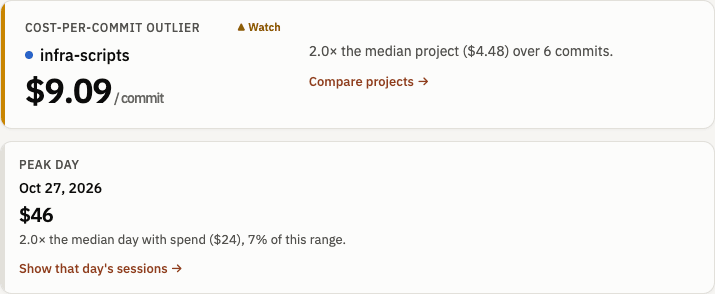 COST-PER-COMMIT OUTLIER
▲ Watch
infra-scripts
$9.09 / commit
2.0× the median project ($4.48) over 6 commits.
Compare projects →
PEAK DAY
Oct 27, 2026
$46
2.0× the median day with spend ($24), 7% of this range.
Show that day's sessions →